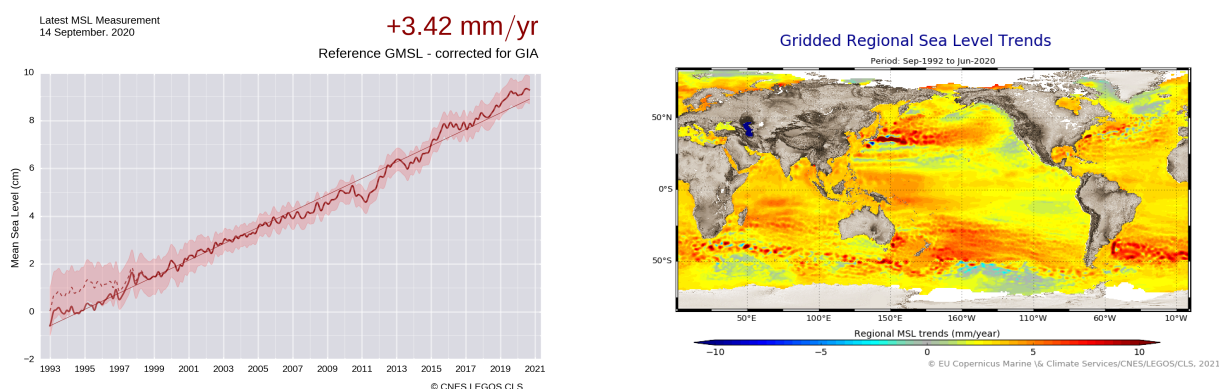 Latest MSL Measurement
14 September. 2020
+3.42 mm/yr
Reference GMSL - corrected for GIA
Mean Sea Level (cm)
10
8
6
4
2
0
−2
1993 1995 1997 1999 2001 2003 2005 2007 2009 2011 2013 2015 2017 2019 2021
© CNES LEGOS CLS
Gridded Regional Sea Level Trends
Period: Sep-1992 to Jun-2020
50°N
0°S
50°S
50°E 100°E 150°E 160°W 110°W 60°W 10°W
Regional MSL trends (mm/year)
−10 −5 0 5 10
© EU Copernicus Marine \& Climate Services/CNES/LEGOS/CLS, 2021